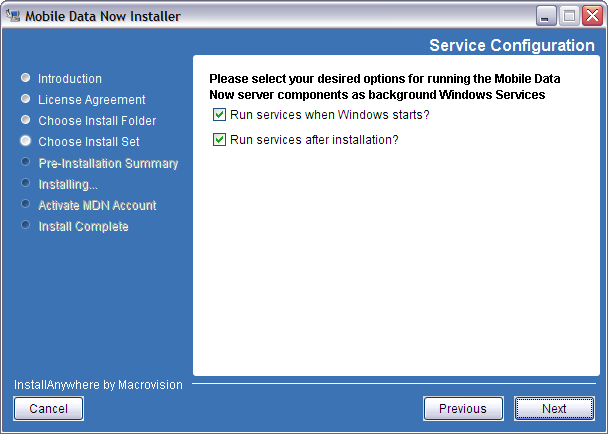 Mobile Data Now Installer
Service Configuration
Introduction
License Agreement
Choose Install Folder
Choose Install Set
Pre-Installation Summary
Installing...
Activate MDN Account
Install Complete
Please select your desired options for running the Mobile Data
Now server components as background Windows Services
Run services when Windows starts?
Run services after installation?
InstallAnywhere by Macrovision
Cancel
Previous
Next